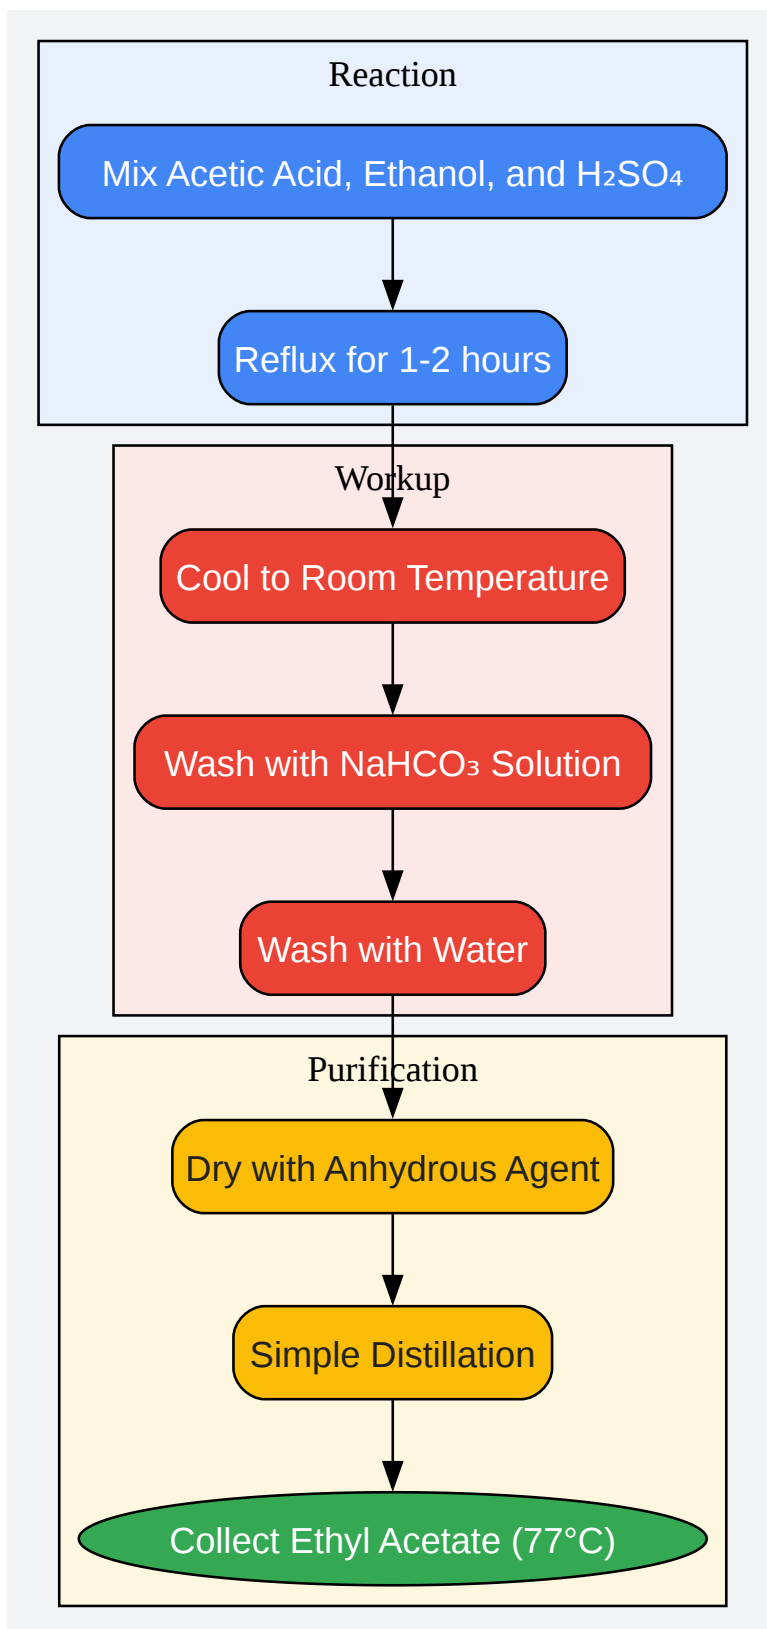 Reaction
Mix Acetic Acid, Ethanol, and H₂SO₄
Reflux for 1-2 hours
Workup
Cool to Room Temperature
Wash with NaHCO₃ Solution
Wash with Water
Purification
Dry with Anhydrous Agent
Simple Distillation
Collect Ethyl Acetate (77°C)